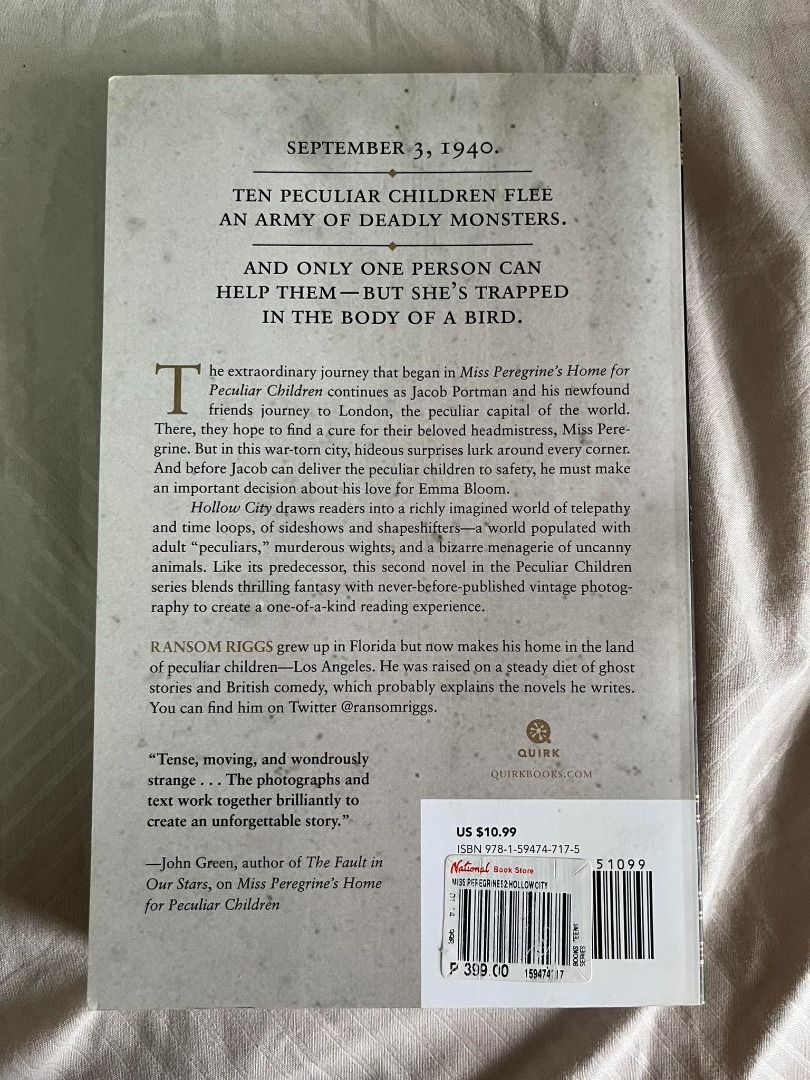 SEPTEMBER 3, 1940.
TEN PECULIAR CHILDREN FLEE
AN ARMY OF DEADLY MONSTERS.
AND ONLY ONE PERSON CAN
HELP THEM—BUT SHE'S TRAPPED
IN THE BODY OF A BIRD.
The extraordinary journey that began in Miss Peregrine's Home for
Peculiar Children continues as Jacob Portman and his newfound
friends journey to London, the peculiar capital of the world.
There, they hope to find a cure for their beloved headmistress, Miss Pere-
grine. But in this war-torn city, hideous surprises lurk around every corner.
And before Jacob can deliver the peculiar children to safety, he must make
an important decision about his love for Emma Bloom.
Hollow City draws readers into a richly imagined world of telepathy
and time loops, of sideshows and shapeshifters—a world populated with
adult “peculiars,” murderous wights, and a bizarre menagerie of uncanny
animals. Like its predecessor, this second novel in the Peculiar Children
series blends thrilling fantasy with never-before-published vintage photog-
raphy to create a one-of-a-kind reading experience.
RANSOM RIGGS grew up in Florida but now makes his home in the land
of peculiar children—Los Angeles. He was raised on a steady diet of ghost
stories and British comedy, which probably explains the novels he writes.
You can find him on Twitter @ransomriggs.
QUIRK
QUIRKBOOKS.COM
“Tense, moving, and wondrously
strange . . . The photographs and
text work together brilliantly to
create an unforgettable story.”
—John Green, author of The Fault in
Our Stars, on Miss Peregrine's Home
for Peculiar Children
US $10.99
ISBN 978-1-59474-717-5
51099
National Book Store
MISS PEREGRINES2:HOLLOWCITY
BOOKS TEENS
SERIES
P 399.00